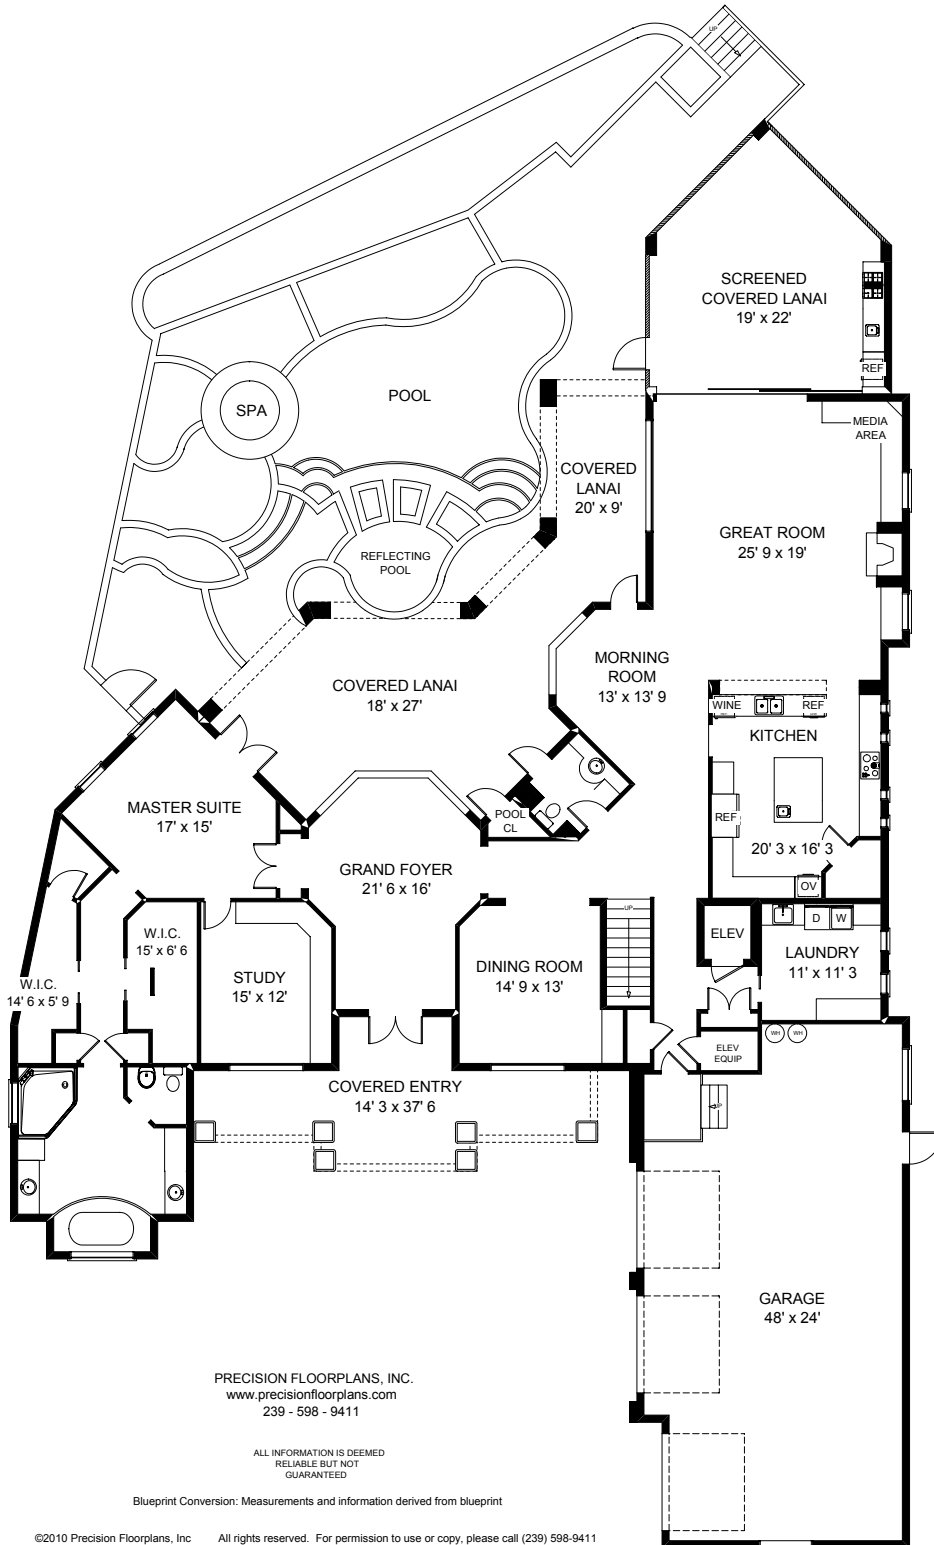 UP
SCREENED
COVERED LANAI
19' x 22'
REF
MEDIA
AREA
POOL
SPA
COVERED
LANAI
20' x 9'
GREAT ROOM
25' 9 x 19'
REFLECTING
POOL
MORNING
ROOM
13' x 13' 9
COVERED LANAI
18' x 27'
WINE
REF
KITCHEN
MASTER SUITE
17' x 15'
POOL
CL
REF
20' 3 x 16' 3
GRAND FOYER
21' 6 x 16'
OV
UP
D
W
W.I.C.
15' x 6' 6
ELEV
LAUNDRY
11' x 11' 3
DINING ROOM
14' 9 x 13'
STUDY
15' x 12'
W.I.C.
14' 6 x 5' 9
WH
WH
ELEV
EQUIP
COVERED ENTRY
14' 3 x 37' 6
UP
GARAGE
48' x 24'
PRECISION FLOORPLANS, INC.
www.precisionfloorplans.com
239 - 598 - 9411
ALL INFORMATION IS DEEMED
RELIABLE BUT NOT
GUARANTEED
Blueprint Conversion: Measurements and information derived from blueprint
©2010 Precision Floorplans, Inc All rights reserved. For permission to use or copy, please call (239) 598-9411